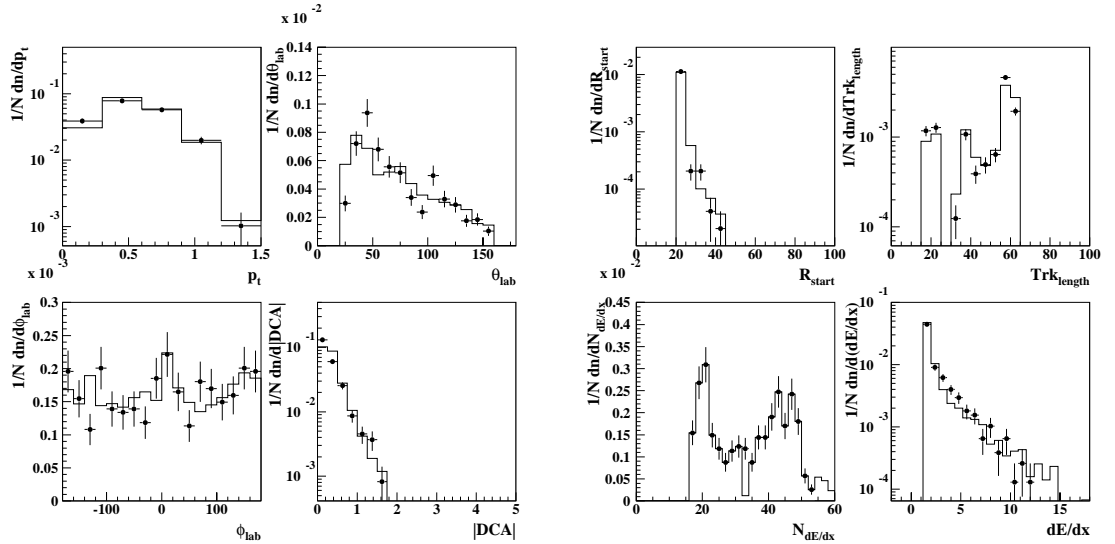 x 10^-2
1/N dn/dp_t
10^-1
10^-2
10^-3
0 0.5 1 1.5
p_t
1/N dn/dθ_lab
0.14
0.12
0.1
0.08
0.06
0.04
0.02
0
0 50 100 150
θ_lab
1/N dn/dR_start
10^-2
10^-4
0 20 40 60 80 100
R_start
1/N dn/dTrk_length
10^-3
10^-4
0 20 40 60 80 100
Trk_length
x 10^-3
1/N dn/dϕ_lab
0.3
0.25
0.2
0.15
0.1
0.05
0
-100 0 100
ϕ_lab
1/N dn/d|DCA|
10^-1
10^-2
10^-3
0 1 2 3 4 5
|DCA|
x 10^-2
1/N dn/dN_dE/dx
0.45
0.4
0.35
0.3
0.25
0.2
0.15
0.1
0.05
0
0 20 40 60
N_dE/dx
1/N dn/d(dE/dx)
10^-1
10^-2
10^-3
10^-4
0 5 10 15
dE/dx